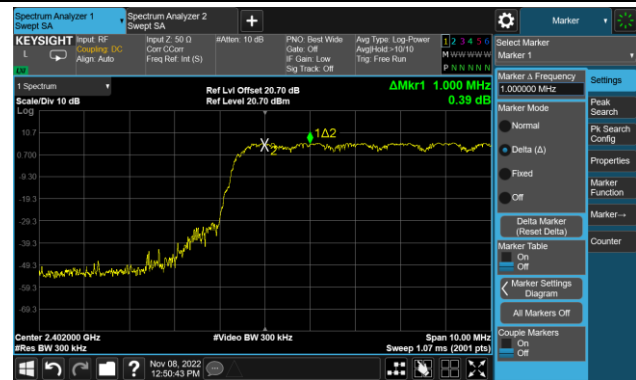 Spectrum Analyzer 1
Swept SA
Spectrum Analyzer 2
Swept SA
+
Marker
KEYSIGHT
L
Input: RF
Coupling: DC
Align: Auto
Input Z: 50 Ω
Corr CCorr
Freq Ref: Int (S)
#Atten: 10 dB
PNO: Best Wide
Gate: Off
IF Gain: Low
Sig Track: Off
Avg Type: Log-Power
Avg|Hold:>10/10
Trig: Free Run
1 2 3 4 5 6
M W W W W W
P N N N N N
Select Marker
Marker 1
1 Spectrum
Scale/Div 10 dB
Log
Ref Lvl Offset 20.70 dB
Ref Level 20.70 dBm
ΔMkr1 1.000 MHz
0.39 dB
10.7
0.700
-9.30
-19.3
-29.3
-39.3
-49.3
-59.3
-69.3
X2
1Δ2
Center 2.402000 GHz
#Res BW 300 kHz
#Video BW 300 kHz
Span 10.00 MHz
Sweep 1.07 ms (2001 pts)
Marker Δ Frequency
1.000000 MHz
Marker Mode
Normal
Delta (Δ)
Fixed
Off
Delta Marker
(Reset Delta)
Marker Table
On
Off
Marker Settings
Diagram
All Markers Off
Couple Markers
On
Off
Settings
Peak
Search
Pk Search
Config
Properties
Marker
Function
Marker→
Counter
?
Nov 08, 2022
12:50:43 PM